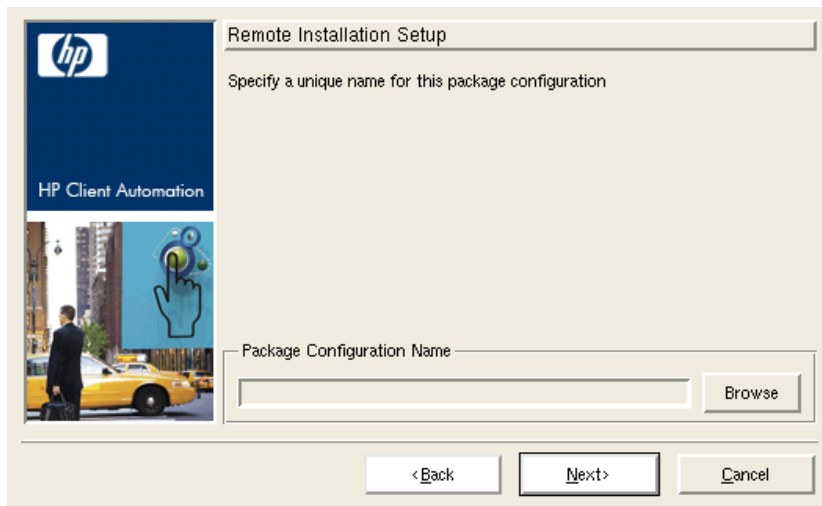 hp
Remote Installation Setup
Specify a unique name for this package configuration
HP Client Automation
Package Configuration Name
Browse
<Back
Next>
Cancel